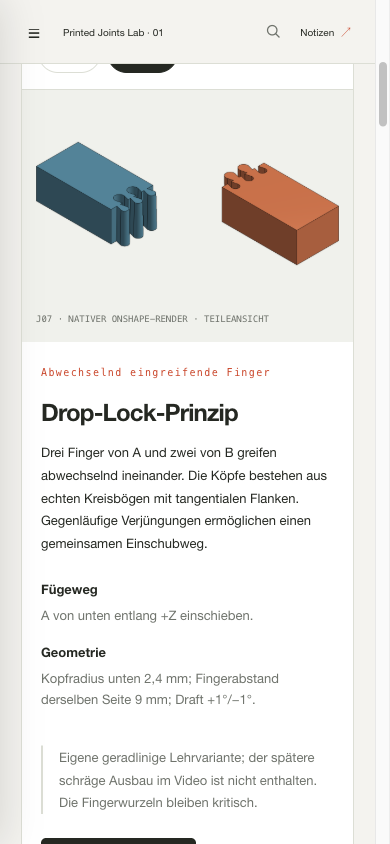 Printed Joints Lab · 01
Notizen ↗
J07 · NATIVER ONSHAPE–RENDER · TEILEANSICHT
Abwechselnd eingreifende Finger
Drop-Lock-Prinzip
Drei Finger von A und zwei von B greifen
abwechselnd ineinander. Die Köpfe bestehen aus
echten Kreisbögen mit tangentialen Flanken.
Gegenläufige Verjüngungen ermöglichen einen
gemeinsamen Einschubweg.
Fügeweg
A von unten entlang +Z einschieben.
Geometrie
Kopfradius unten 2,4 mm; Fingerabstand
derselben Seite 9 mm; Draft +1°/−1°.
Eigene geradlinige Lehrvariante; der spätere
schräge Ausbau im Video ist nicht enthalten.
Die Fingerwurzeln bleiben kritisch.